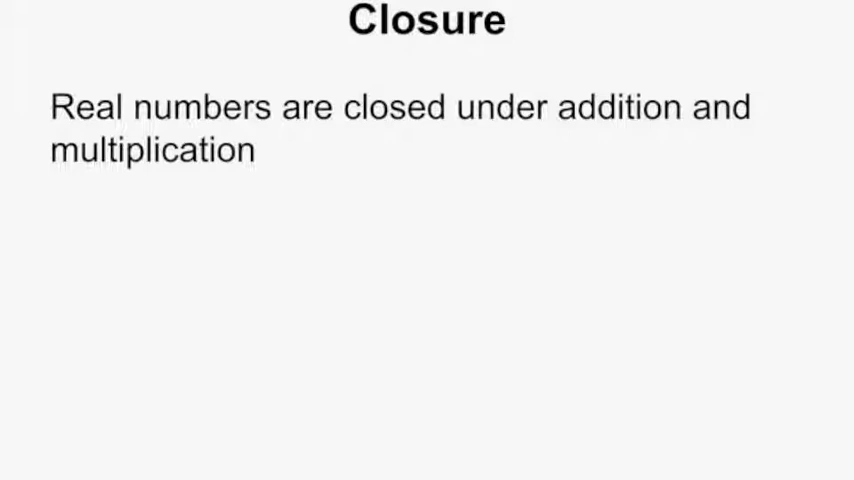 Closure
Real numbers are closed under addition and
multiplication